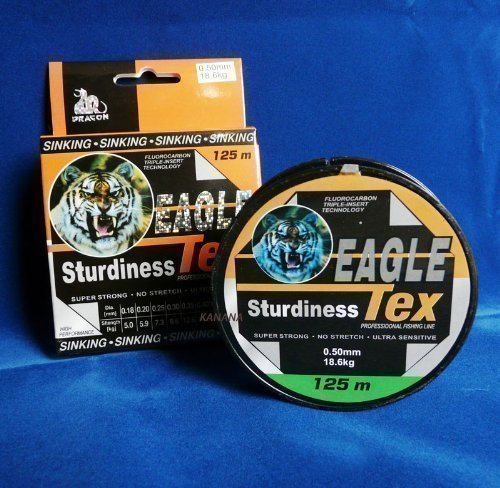 0.50mm
18.6kg
DRAGON
SINKING • SINKING • SINKING • SINKING
FLUOROCARBON
TRIPLE-INSERT
TECHNOLOGY
125 m
EAGLE
Sturdiness Tex
PROFESSIONAL
SUPER STRONG • NO STRETCH • ULTRA
Dia. (mm) 0.18 0.20 0.25 0.30
Strength (kg) 5.0 5.9
HIGH PERFORMANCE
SINKING • SINKING • SINKING
KANANA
FLUOROCARBON
TRIPLE-INSERT
TECHNOLOGY
EAGLE
Sturdiness Tex
PROFESSIONAL FISHING LINE
SUPER STRONG • NO STRETCH • ULTRA SENSITIVE
0.50mm
18.6kg
125 m